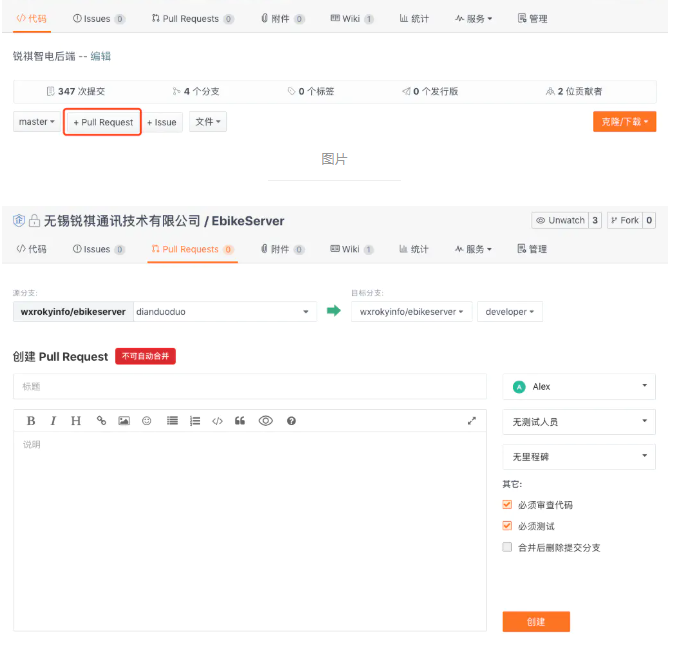 代码 Issues 0 Pull Requests 0 附件 0 Wiki 1 统计 服务 管理
锐祺智电后端 -- 编辑
347 次提交 4 个分支 0 个标签 0 个发行版 2 位贡献者
master + Pull Request + Issue 文件 克隆/下载
图片
无锡锐祺通讯技术有限公司 / EbikeServer Unwatch 3 Fork 0
代码 Issues 0 Pull Requests 0 附件 0 Wiki 1 统计 服务 管理
源分支: 目标分支:
wxrokyinfo/ebikeserver dianduoduo wxrokyinfo/ebikeserver developer
创建 Pull Request 不可自动合并
标题 A Alex
B I H
无测试人员
说明
无里程碑
其它:
必须审查代码
必须测试
合并后删除提交分支
创建